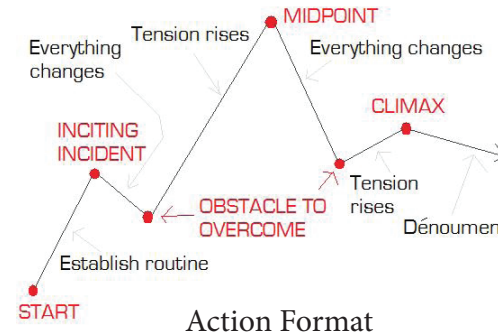 MIDPOINT
Tension rises
Everything
changes
Everything changes
CLIMAX
INCITING
INCIDENT
Tension
rises
OBSTACLE TO
OVERCOME
Dénoumen
Establish routine
START
Action Format